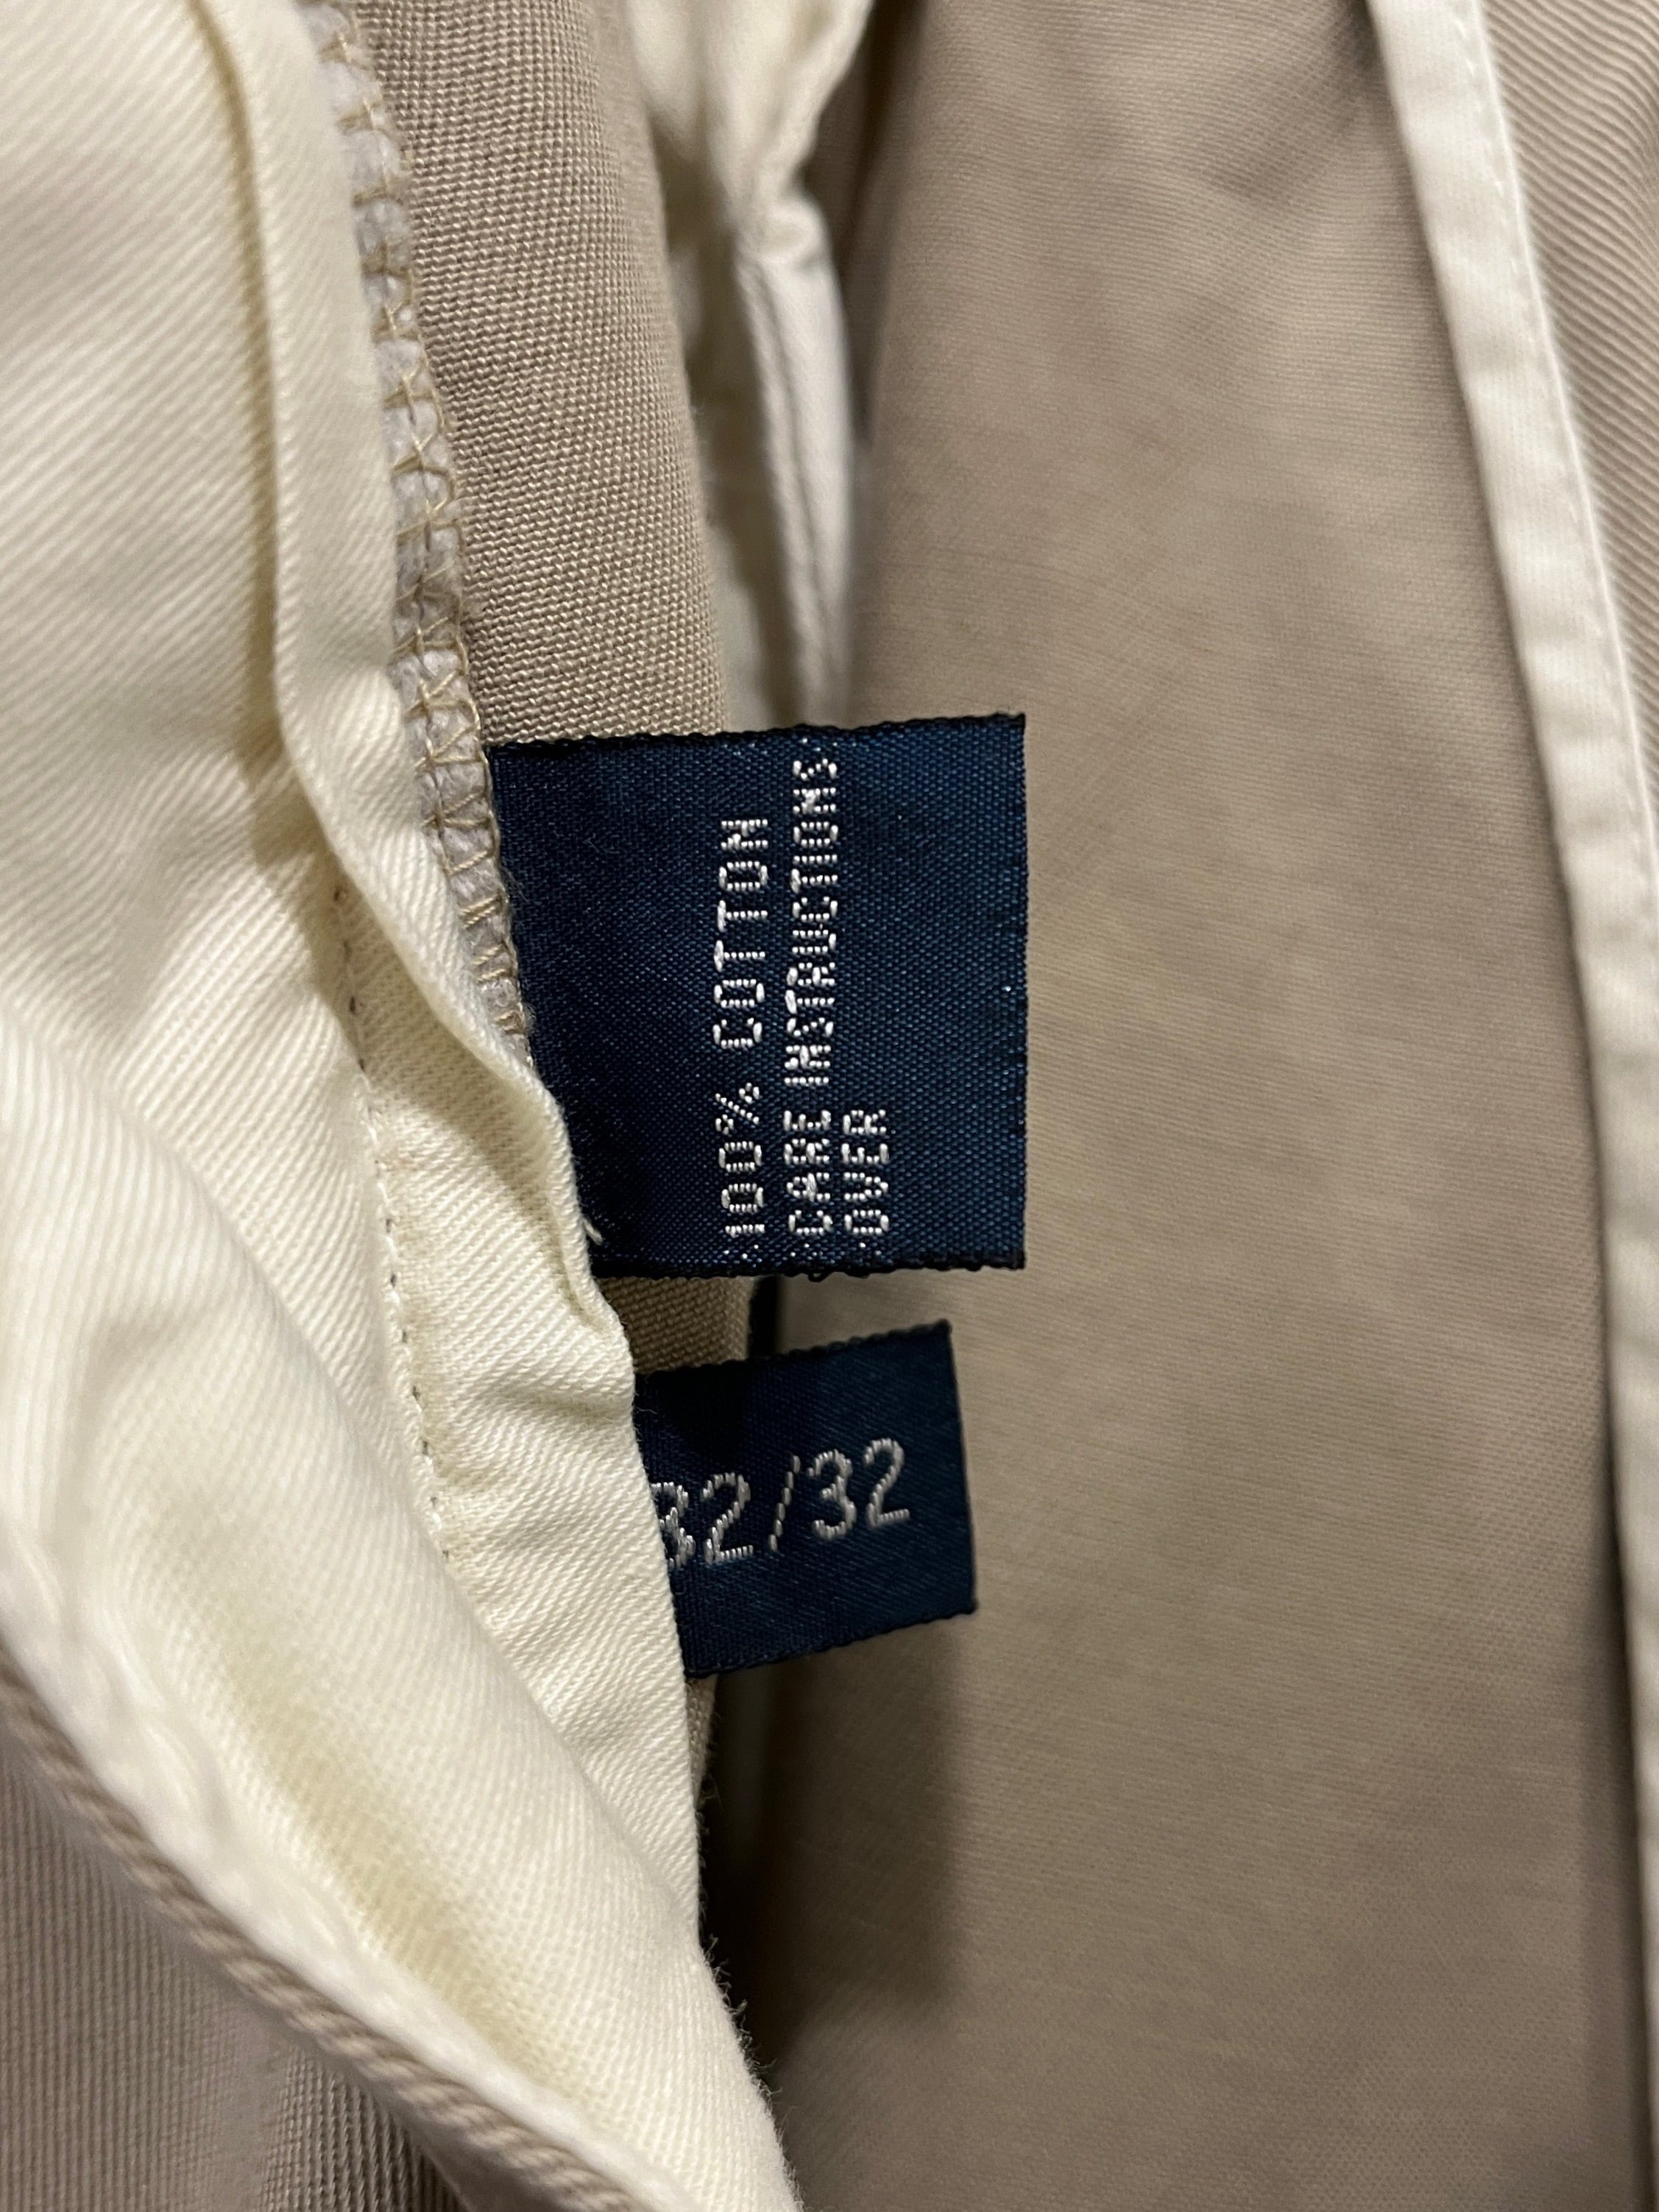 100% COTTON
CARE INSTRUCTIONS
OVER
32/32